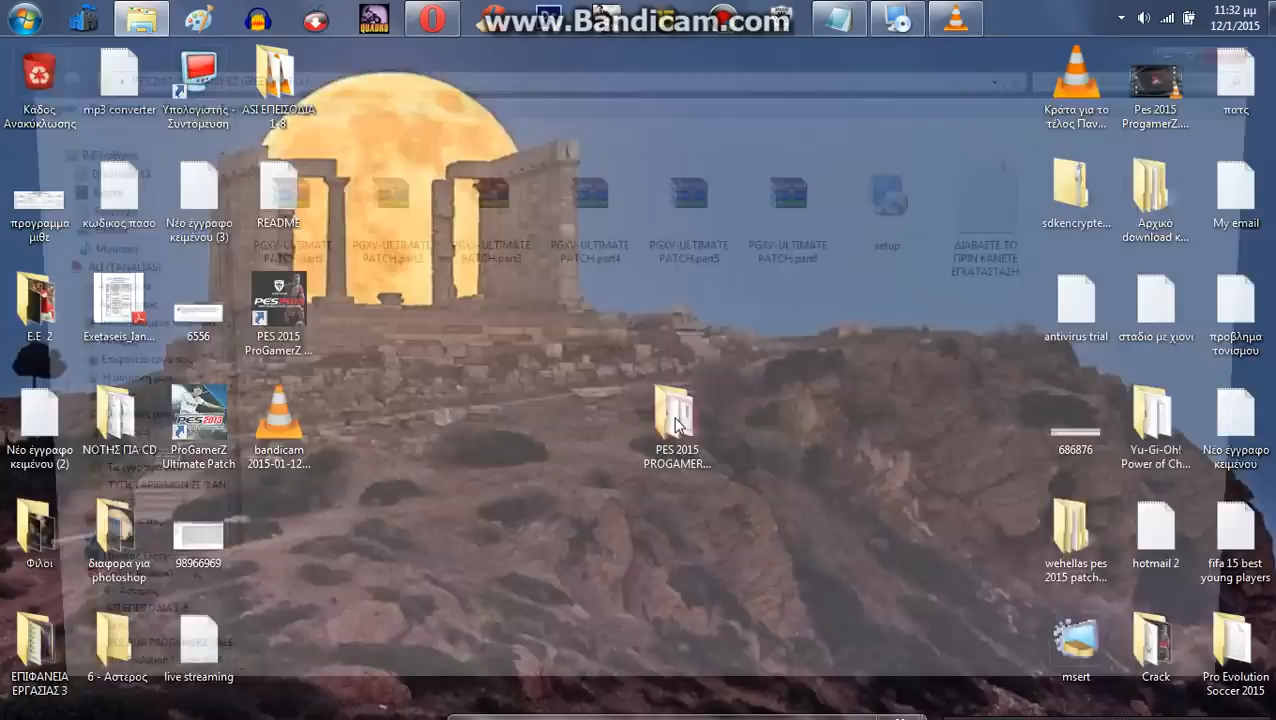 www.Bandicam.com
11:32 μμ
12/1/2015
Κάδος
Ανακύκλωσης
mp3 converter
Υπολογιστής -
Συντόμευση
ASI ΕΠΕΙΣΟΔΙΑ
1-8
Κράτα για το
τέλος Παν...
Pes 2015
ProgamerZ....
πατς
προγραμμα
μιθε
κωδικος πασο
Νέο έγγραφο
κειμένου (3)
README
sdkencrypte...
Αρχικό
download κ...
My email
PGXV-ULTIMATE
PATCH.part1
PGXV-ULTIMATE
PATCH.part2
PGXV-ULTIMATE
PATCH.part3
PGXV-ULTIMATE
PATCH.part4
PGXV-ULTIMATE
PATCH.part5
PGXV-ULTIMATE
PATCH.part6
setup
ΔΙΑΒΑΣΤΕ ΤΟ
ΠΡΙΝ ΚΑΝΕΤΕ
ΕΓΚΑΤΑΣΤΑΣΗ
E.E 2
Exetaseis_Ian...
6556
PES 2015
ProGamerZ ...
antivirus trial
σταδιο με χιονι
προβλημα
τονισμου
Νέο έγγραφο
κειμένου (2)
ΝΟΤΗΣ ΓΙΑ CD
ProGamerZ
Ultimate Patch
bandicam
2015-01-12...
PES 2015
PROGAMER...
686876
Yu-Gi-Oh!
Power of Ch...
Νέο έγγραφο
κειμένου
Φιλοι
διαφορα για
photoshop
98966969
wehellas pes
2015 patch...
hotmail 2
fifa 15 best
young players
ΕΠΙΦΑΝΕΙΑ
ΕΡΓΑΣΙΑΣ 3
6 - Αστερος
live streaming
msert
Crack
Pro Evolution
Soccer 2015